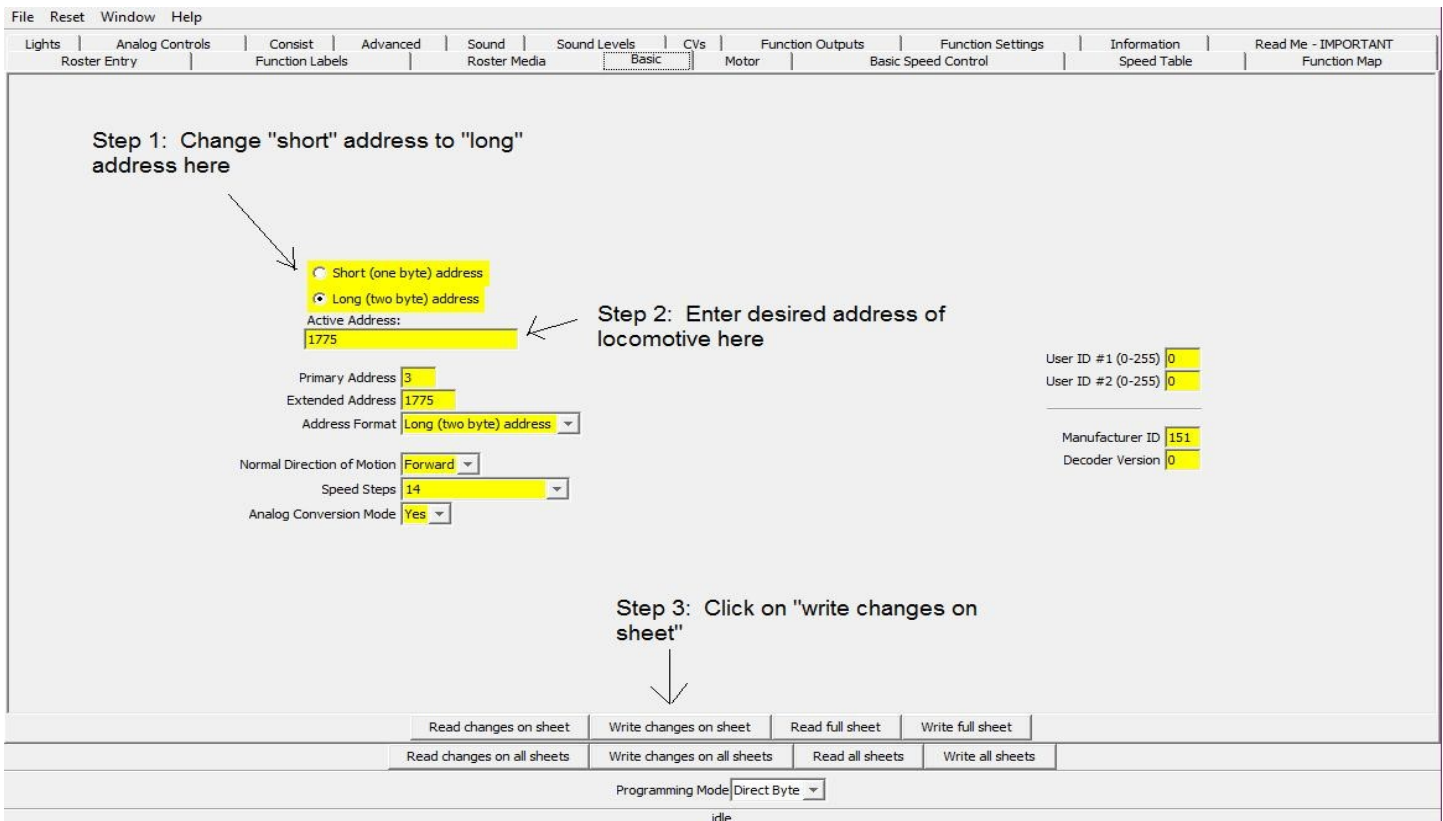 File Reset Window Help
Lights Analog Controls Consist Advanced Sound Sound Levels CVs Function Outputs Function Settings Information Read Me - IMPORTANT
Roster Entry Function Labels Roster Media Basic Motor Basic Speed Control Speed Table Function Map
Step 1: Change "short" address to "long"
address here
Short (one byte) address
Long (two byte) address
Active Address:
1775
Step 2: Enter desired address of
locomotive here
Primary Address 3
Extended Address 1775
Address Format Long (two byte) address
Normal Direction of Motion Forward
Speed Steps 14
Analog Conversion Mode Yes
User ID #1 (0-255) 0
User ID #2 (0-255) 0
Manufacturer ID 151
Decoder Version 0
Step 3: Click on "write changes on
sheet"
Read changes on sheet Write changes on sheet Read full sheet Write full sheet
Read changes on all sheets Write changes on all sheets Read all sheets Write all sheets
Programming Mode Direct Byte
idle